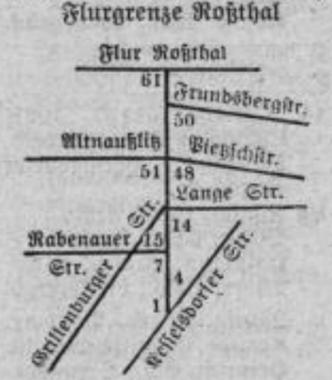 Flurgrenze Roßthal
Flur Roßthal
61
Frundsbergstr.
50
Altnaußlitz
Pietzschstr.
51
48
Lange Str.
14
Rabenauer
15
Str.
7
4
1
Grillenburger Str.
Kesselsdorfer Str.